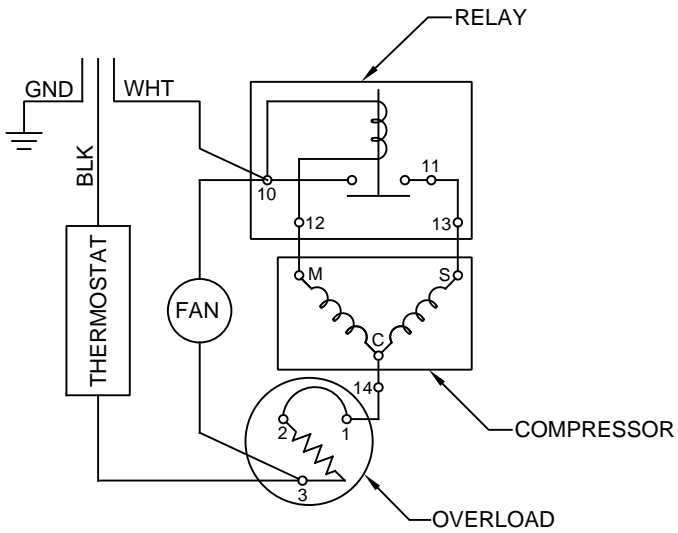 RELAY
GND
WHT
BLK
10
11
12
13
THERMOSTAT
FAN
M
S
C
14
2
1
3
COMPRESSOR
OVERLOAD